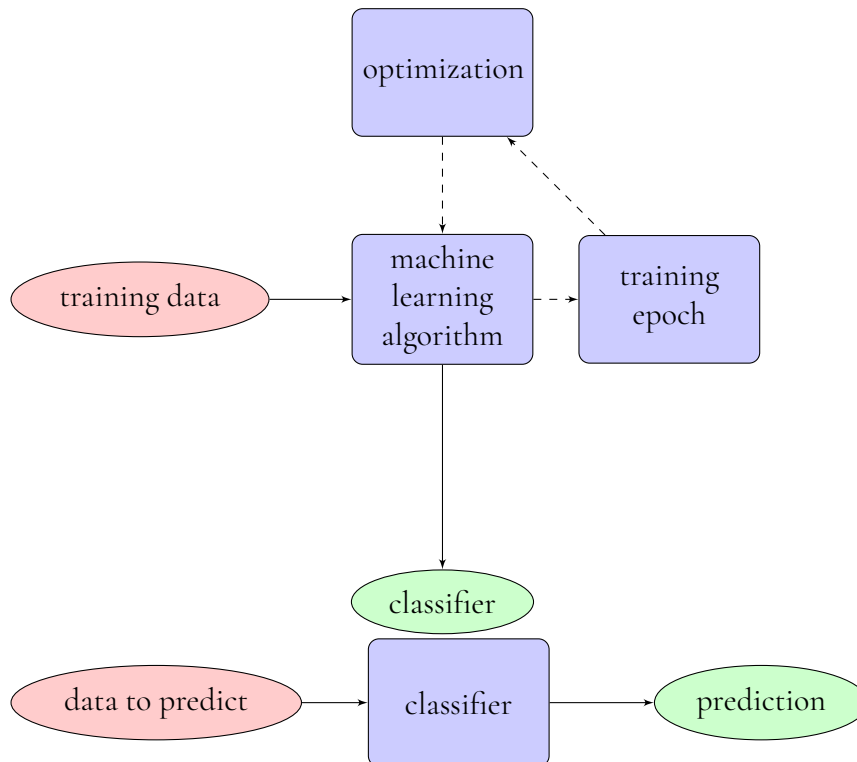 optimization
training data
machine
learning
algorithm
training
epoch
classifier
data to predict
classifier
prediction